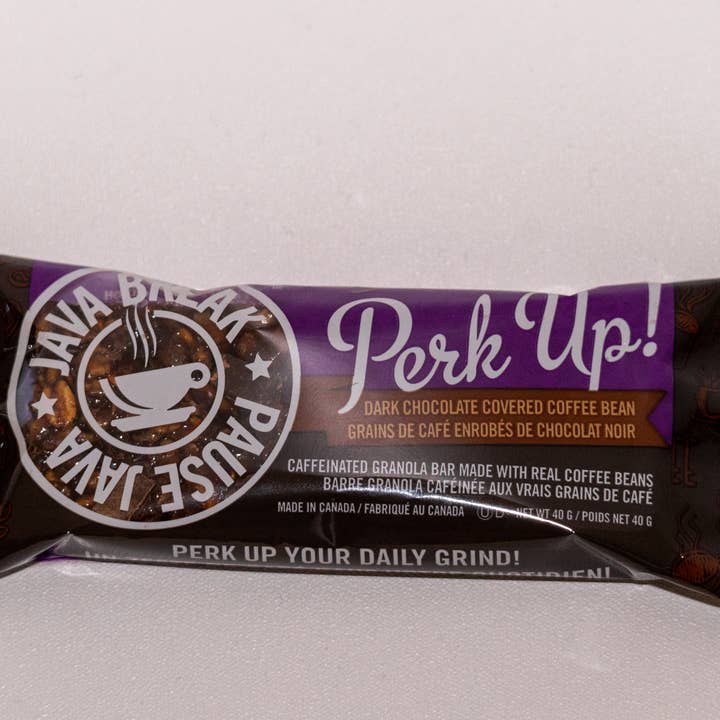 JAVA BREAK
PAUSE JAVA
Perk Up!
DARK CHOCOLATE COVERED COFFEE BEAN
GRAINS DE CAFÉ ENROBÉS DE CHOCOLAT NOIR
CAFFEINATED GRANOLA BAR MADE WITH REAL COFFEE BEANS
BARRE GRANOLA CAFÉINÉE AUX VRAIS GRAINS DE CAFÉ
MADE IN CANADA / FABRIQUÉ AU CANADA U D NET WT 40 G / POIDS NET 40 G
PERK UP YOUR DAILY GRIND!
QUOTIDIEN!